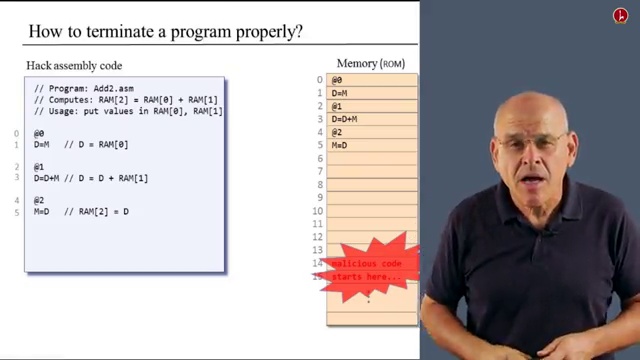 How to terminate a program properly?
Hack assembly code
// Program: Add2.asm
// Computes: RAM[2] = RAM[0] + RAM[1]
// Usage: put values in RAM[0], RAM[1]
0 @0
1 D=M // D = RAM[0]
2 @1
3 D=D+M // D = D + RAM[1]
4 @2
5 M=D // RAM[2] = D
Memory (ROM)
0 @0
1 D=M
2 @1
3 D=D+M
4 @2
5 M=D
6
7
8
9
10
11
12
13
14 malicious code
15 starts here...